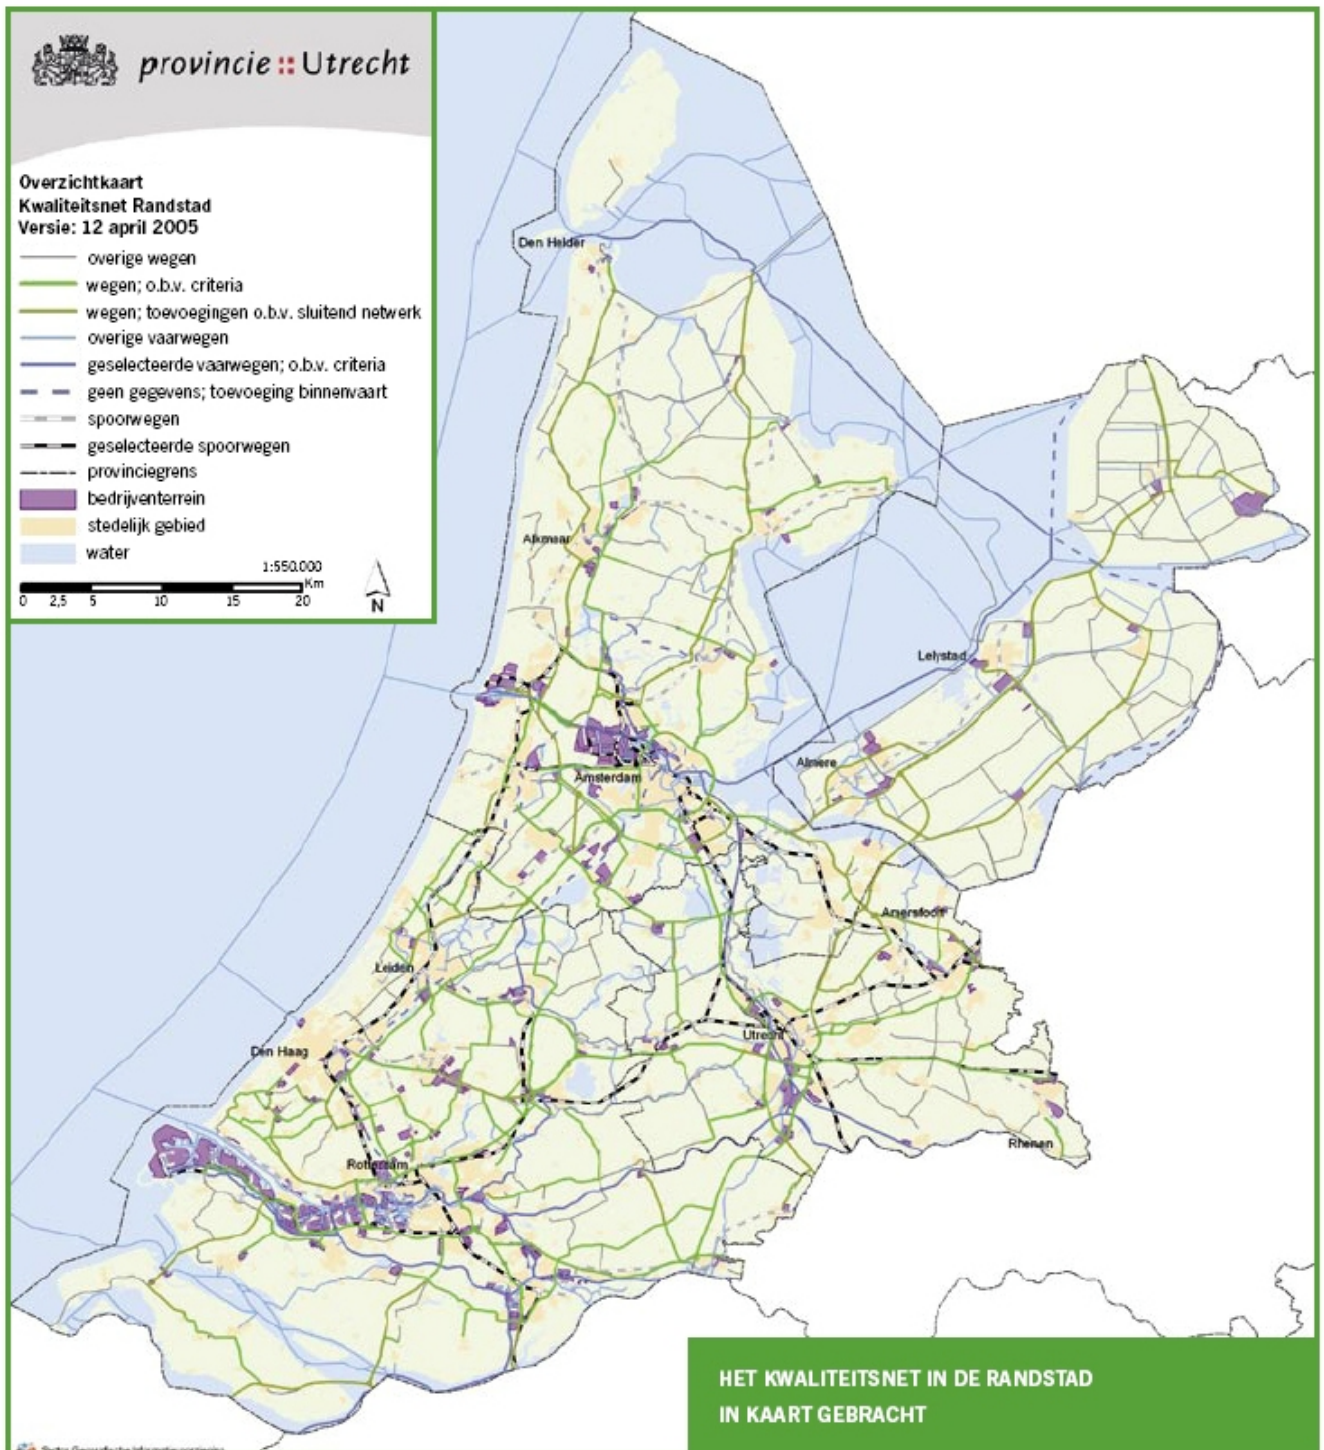 provincie :: Utrecht
Overzichtkaart
Kwaliteitsnet Randstad
Versie: 12 april 2005
overige wegen
wegen; o.b.v. criteria
wegen; toevoegingen o.b.v. sluitend netwerk
overige vaarwegen
geselecteerde vaarwegen; o.b.v. criteria
geen gegevens; toevoeging binnenvaart
spoorwegen
geselecteerde spoorwegen
provinciegrens
bedrijventerrein
stedelijk gebied
water
1:550.000
Km
0 2,5 5 10 15 20
N
Den Helder
Alkmaar
Lelystad
Almere
Amsterdam
Amersfoort
Leiden
Utrecht
Den Haag
Rhenen
Rotterdam
HET KWALITEITSNET IN DE RANDSTAD
IN KAART GEBRACHT